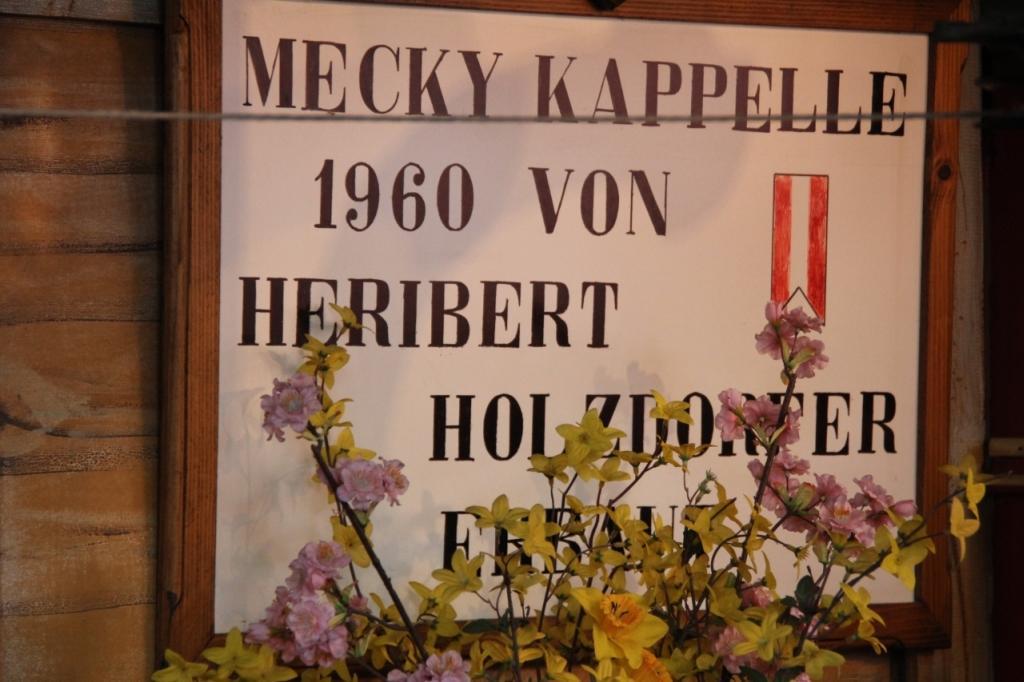 MECKY KAPPELLE
1960 VON
HERIBERT
HOLZDORFER